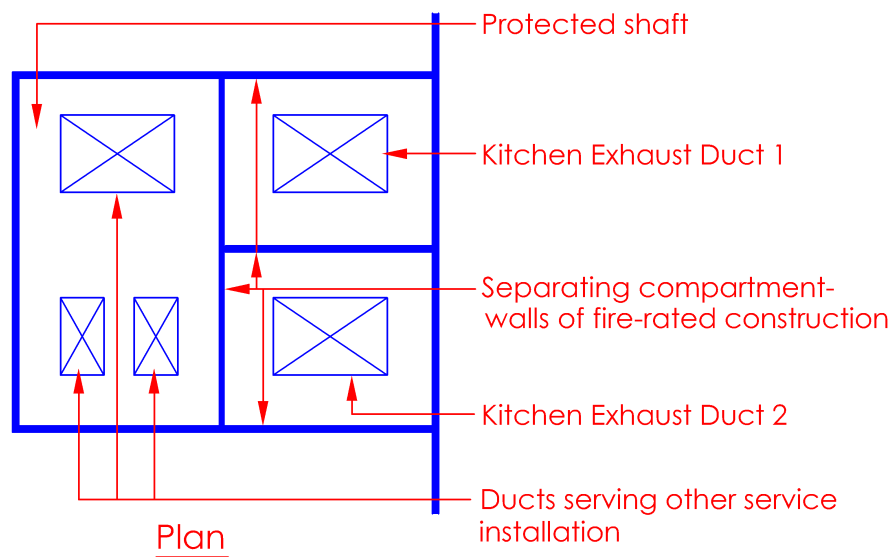 Protected shaft
Kitchen Exhaust Duct 1
Separating compartment-
walls of fire-rated construction
Kitchen Exhaust Duct 2
Ducts serving other service
installation
Plan